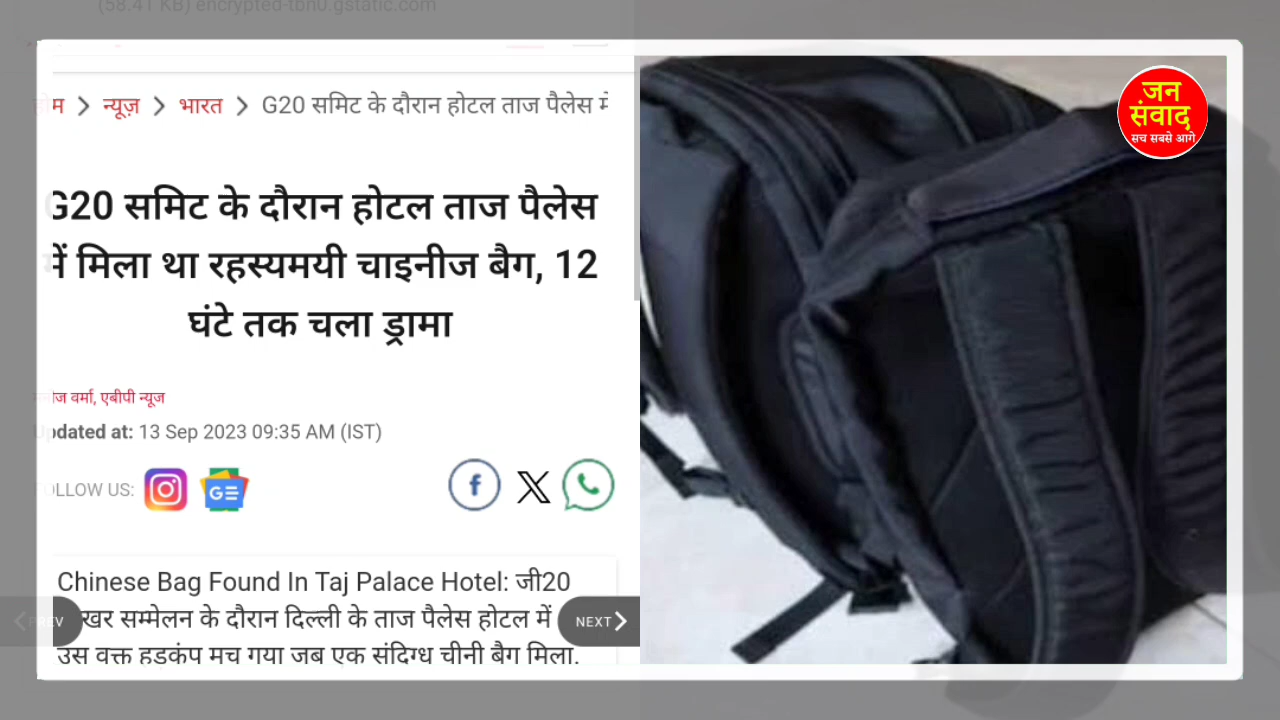 (58.41 KB) encrypted-tbn0.gstatic.com
न्यूज़ भारत G20 समिट के दौरान होटल ताज पैलेस में
G20 समिट के दौरान होटल ताज पैलेस
में मिला था रहस्यमयी चाइनीज बैग, 12
घंटे तक चला ड्रामा
वर्मा, एबीपी न्यूज
Updated at: 13 Sep 2023 09:35 AM (IST)
FOLLOW US:
GE
f
Chinese Bag Found In Taj Palace Hotel: जी20
सम्मेलन के दौरान दिल्ली के ताज पैलेस होटल में
उस वक्त हड़कंप मच गया जब एक संदिग्ध चीनी बैग मिला.
PREV
NEXT
जन
संवाद
सच सबसे आगे